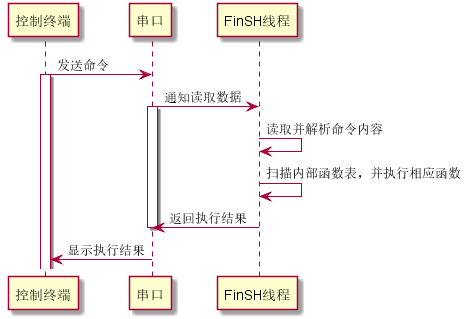 控制终端
串口
FinSH线程
发送命令
通知读取数据
读取并解析命令内容
扫描内部函数表，并执行相应函数
返回执行结果
显示执行结果
控制终端
串口
FinSH线程